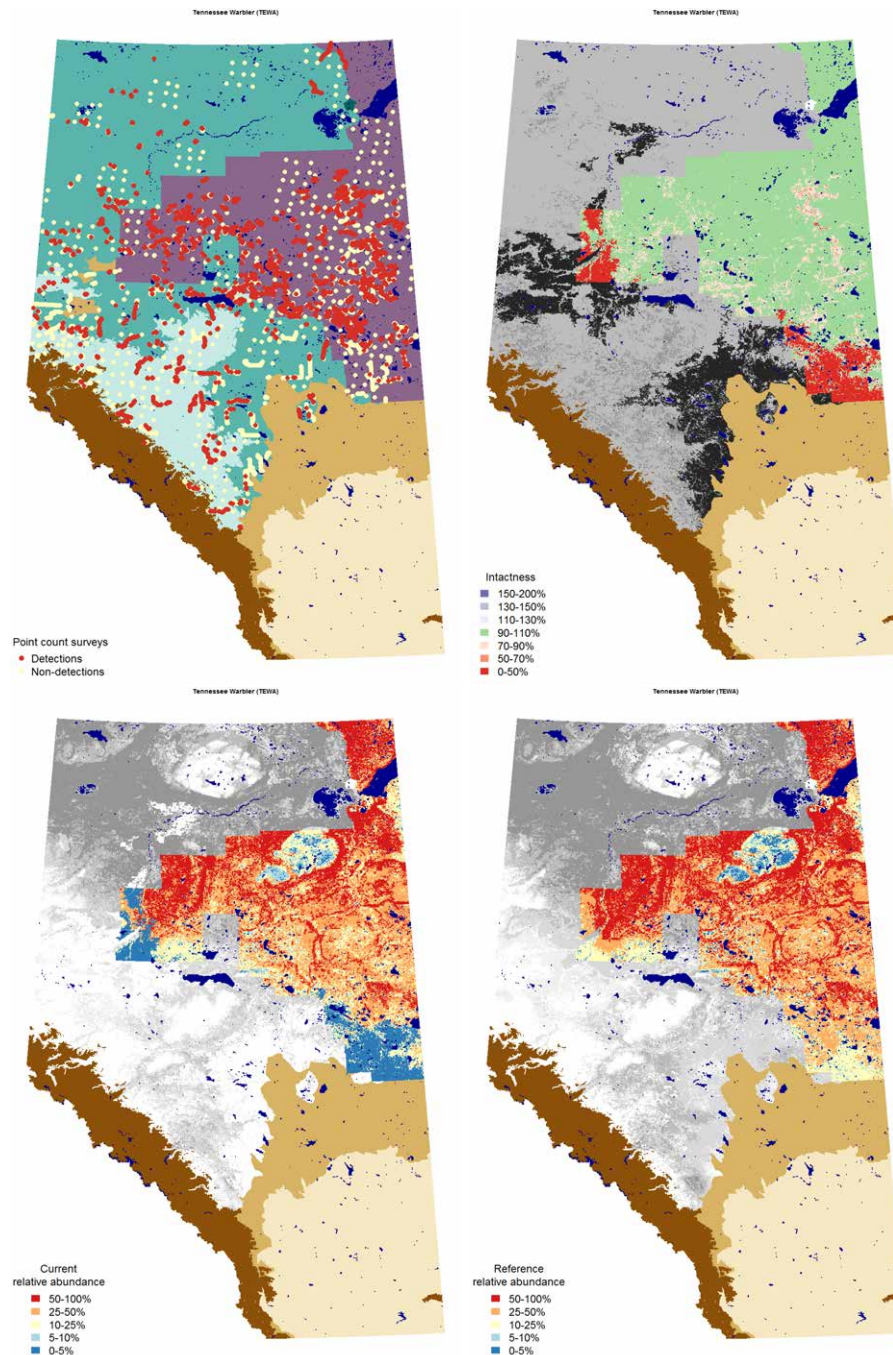 Tennessee Warbler (TEWA)
Tennessee Warbler (TEWA)
Point count surveys
Detections
Non-detections
Intactness
150-200%
130-150%
110-130%
90-110%
70-90%
50-70%
0-50%
Tennessee Warbler (TEWA)
Tennessee Warbler (TEWA)
Current
relative abundance
50-100%
25-50%
10-25%
5-10%
0-5%
Reference
relative abundance
50-100%
25-50%
10-25%
5-10%
0-5%